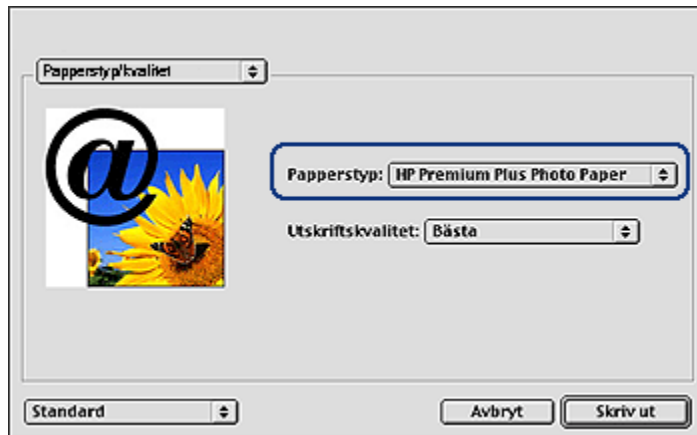 Papperstyp/kvalitet
@
Papperstyp: HP Premium Plus Photo Paper
Utskriftskvalitet: Bästa
Standard
Avbryt
Skriv ut